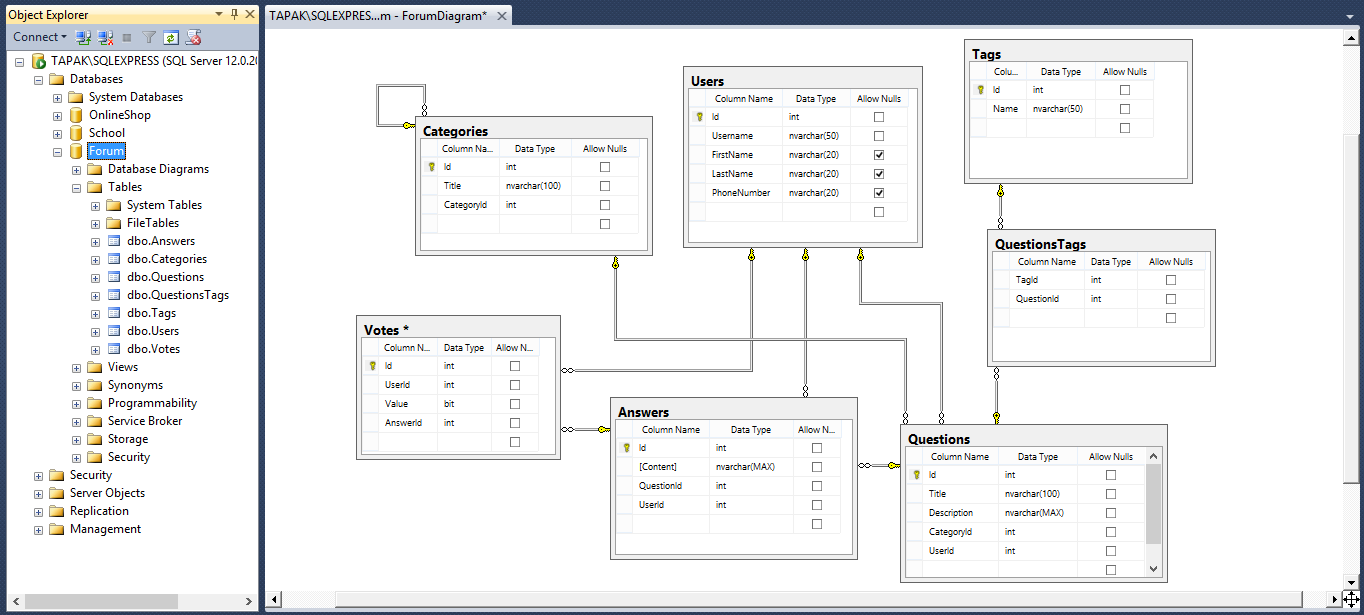 Object Explorer
Connect
TAPAK\SQLEXPRESS (SQL Server 12.0.20
Databases
System Databases
OnlineShop
School
Forum
Database Diagrams
Tables
System Tables
FileTables
dbo.Answers
dbo.Categories
dbo.Questions
dbo.QuestionsTags
dbo.Tags
dbo.Users
dbo.Votes
Views
Synonyms
Programmability
Service Broker
Storage
Security
Security
Server Objects
Replication
Management
TAPAK\SQLEXPRES...m - ForumDiagram*
Categories
Column Na... Data Type Allow Nulls
Id int
Title nvarchar(100)
CategoryId int
Users
Column Name Data Type Allow Nulls
Id int
Username nvarchar(50)
FirstName nvarchar(20)
LastName nvarchar(20)
PhoneNumber nvarchar(20)
Tags
Colu... Data Type Allow Nulls
Id int
Name nvarchar(50)
QuestionsTags
Column Name Data Type Allow Nulls
TagId int
QuestionId int
Votes *
Column N... Data Type Allow N...
Id int
UserId int
Value bit
AnswerId int
Answers
Column Name Data Type Allow N...
Id int
[Content] nvarchar(MAX)
QuestionId int
UserId int
Questions
Column Name Data Type Allow Nulls
Id int
Title nvarchar(100)
Description nvarchar(MAX)
CategoryId int
UserId int